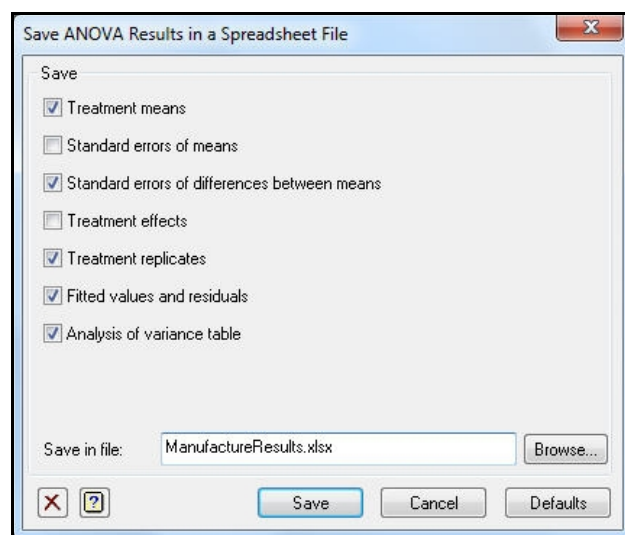 Save ANOVA Results in a Spreadsheet File
Save
Treatment means
Standard errors of means
Standard errors of differences between means
Treatment effects
Treatment replicates
Fitted values and residuals
Analysis of variance table
Save in file: ManufactureResults.xlsx Browse...
Save Cancel Defaults